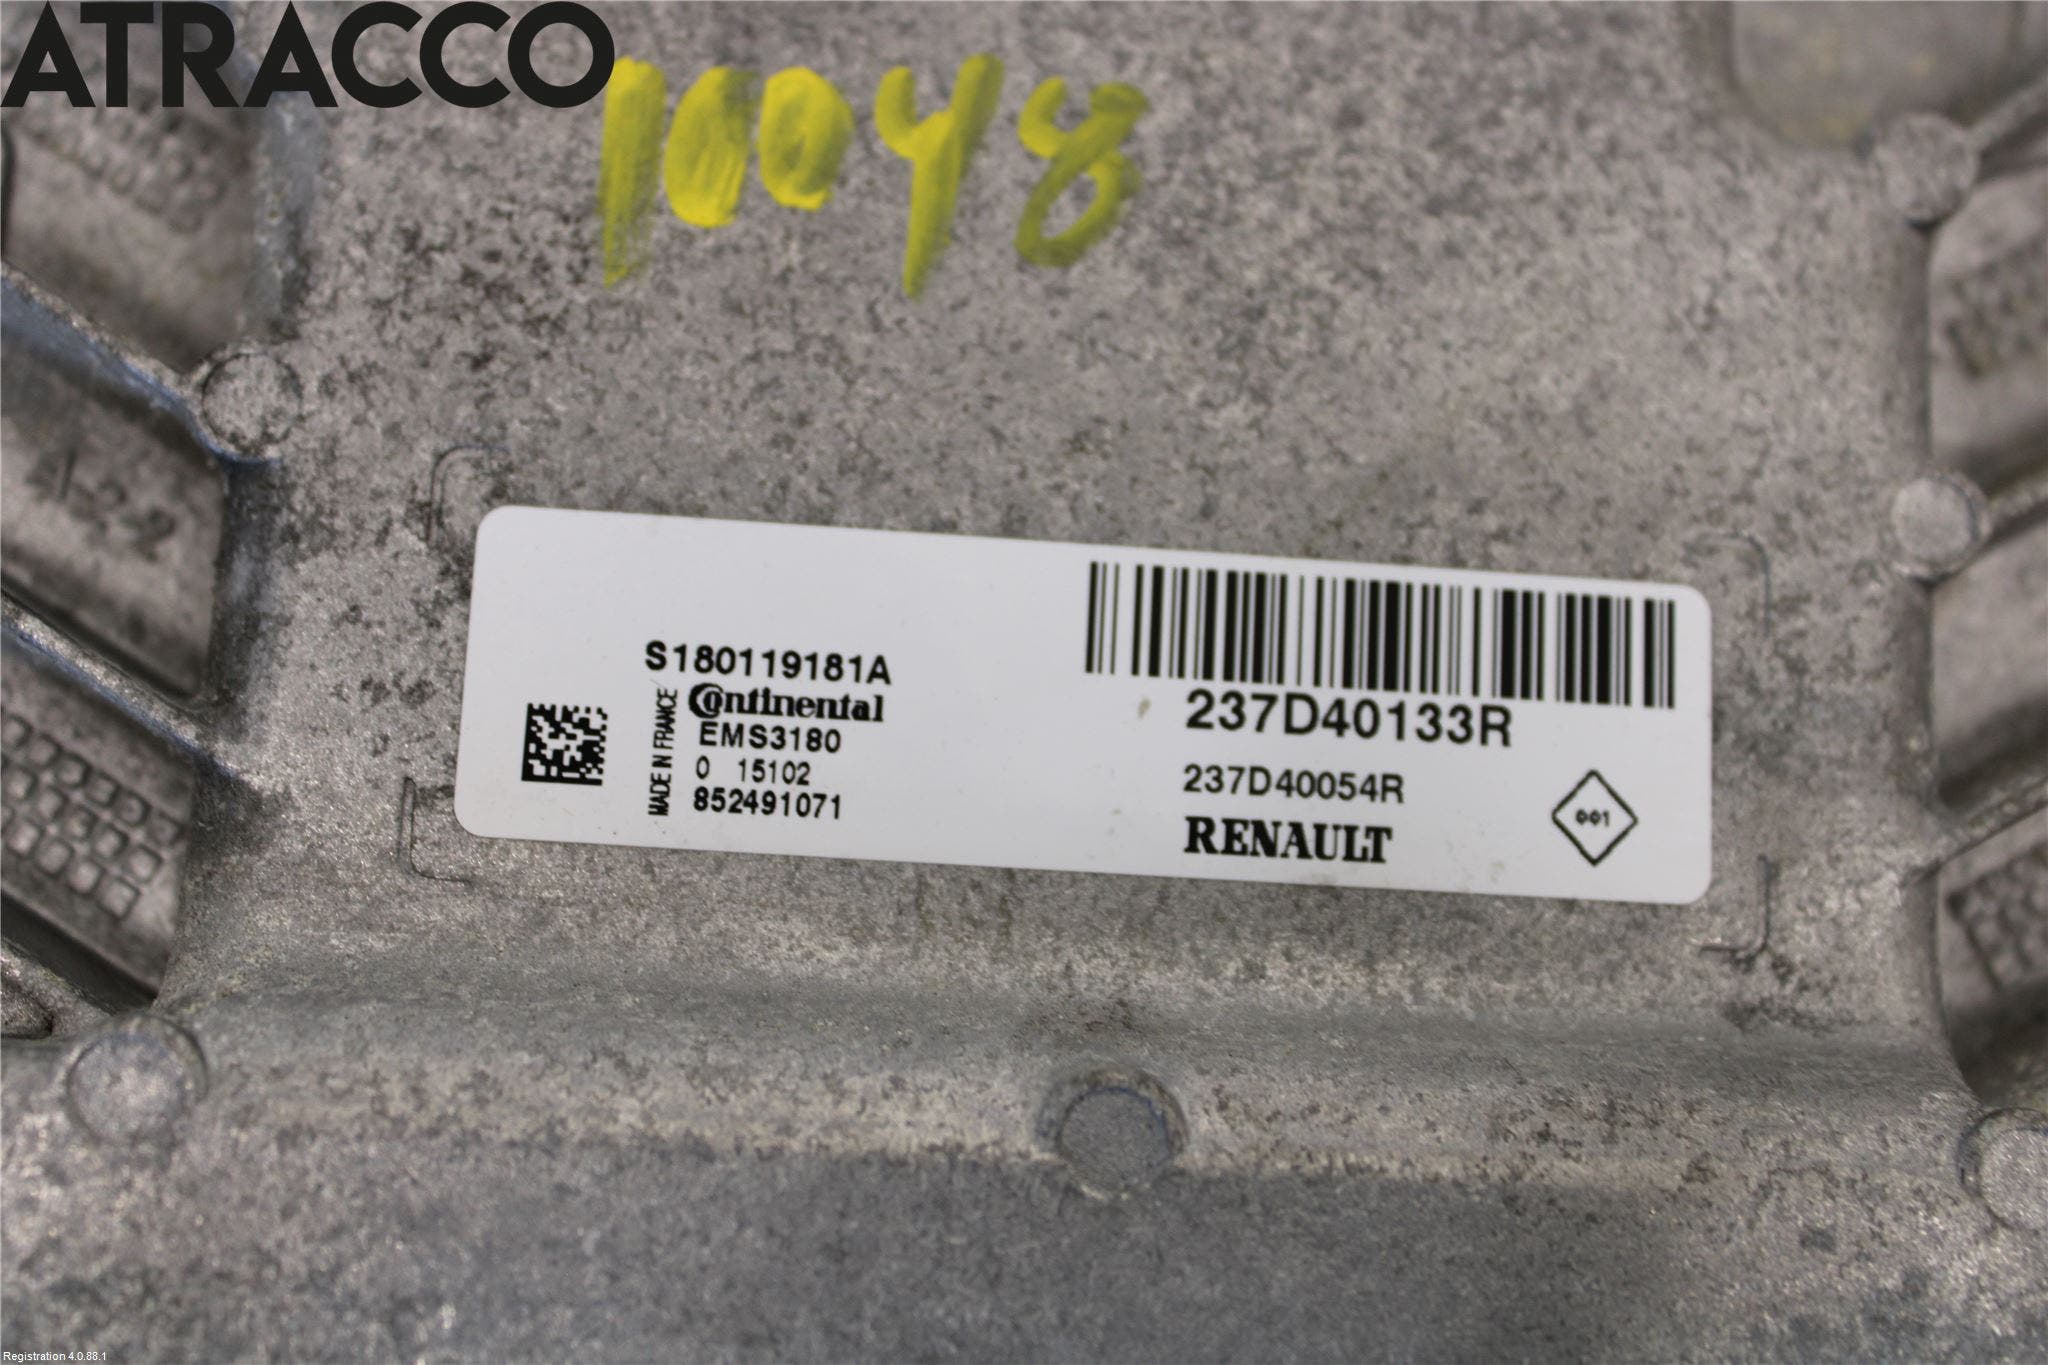 ATRACCO
10048
S180119181A
Continental
EMS3180
0 15102
852491071
MADE IN FRANCE
237D40133R
237D40054R
RENAULT
001
Registration 4.0.88.1